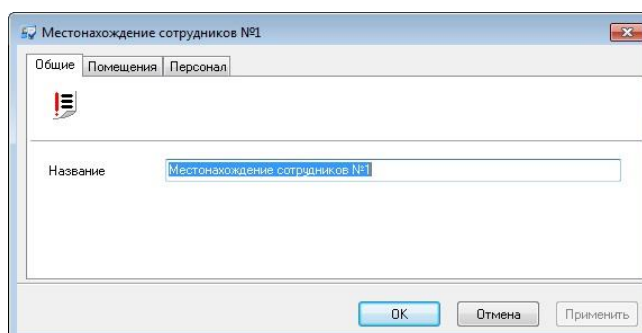 Местонахождение сотрудников №1
Общие Помещения Персонал
Название Местонахождение сотрудников №1
OK Отмена Применить